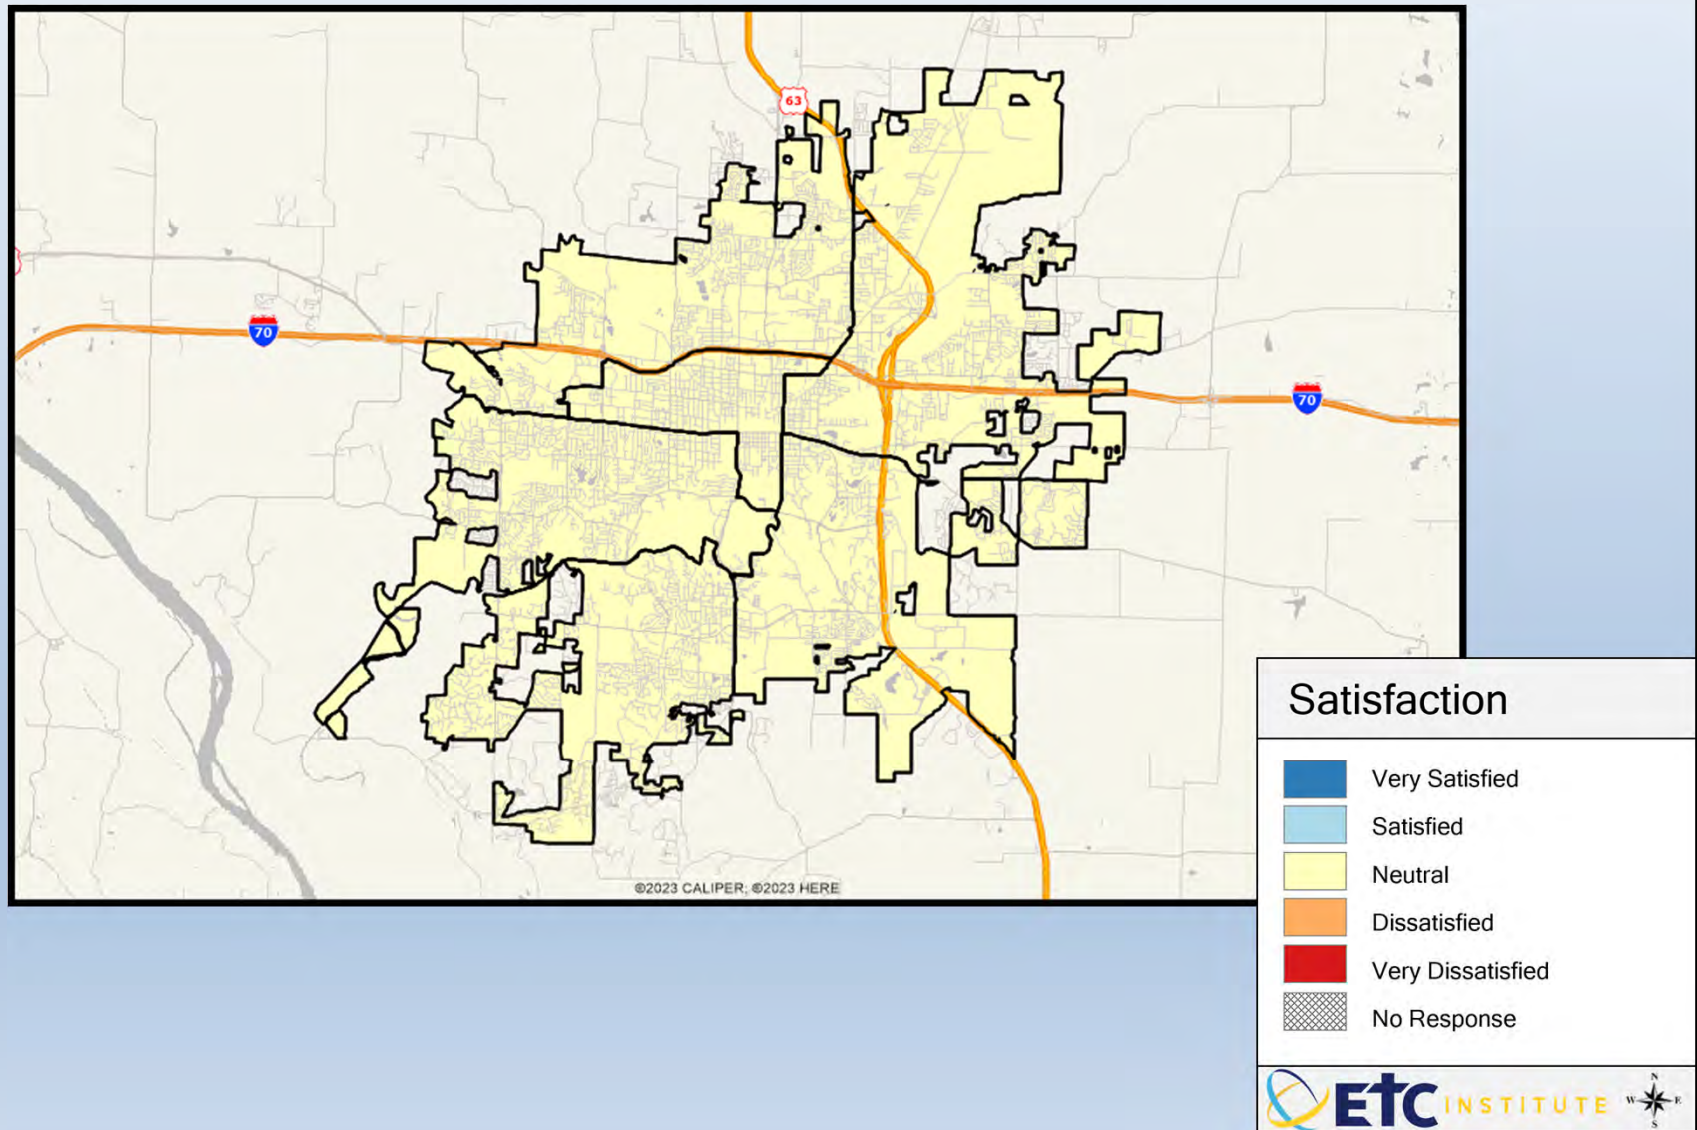 63
70
70
©2023 CALIPER; ©2023 HERE
Satisfaction
Very Satisfied
Satisfied
Neutral
Dissatisfied
Very Dissatisfied
No Response
ETC INSTITUTE
N
W E
S